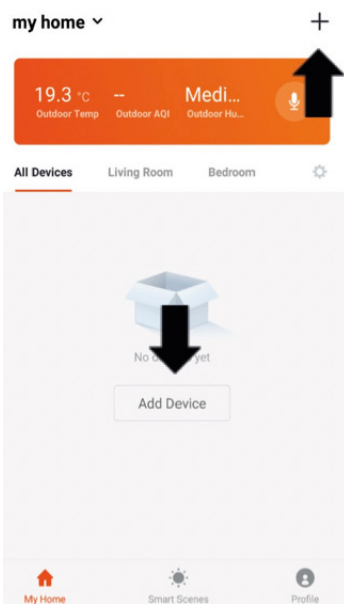 my home
19.3 °C -- Medi...
Outdoor Temp Outdoor AQI Outdoor Hu...
All Devices Living Room Bedroom
No yet
Add Device
My Home Smart Scenes Profile